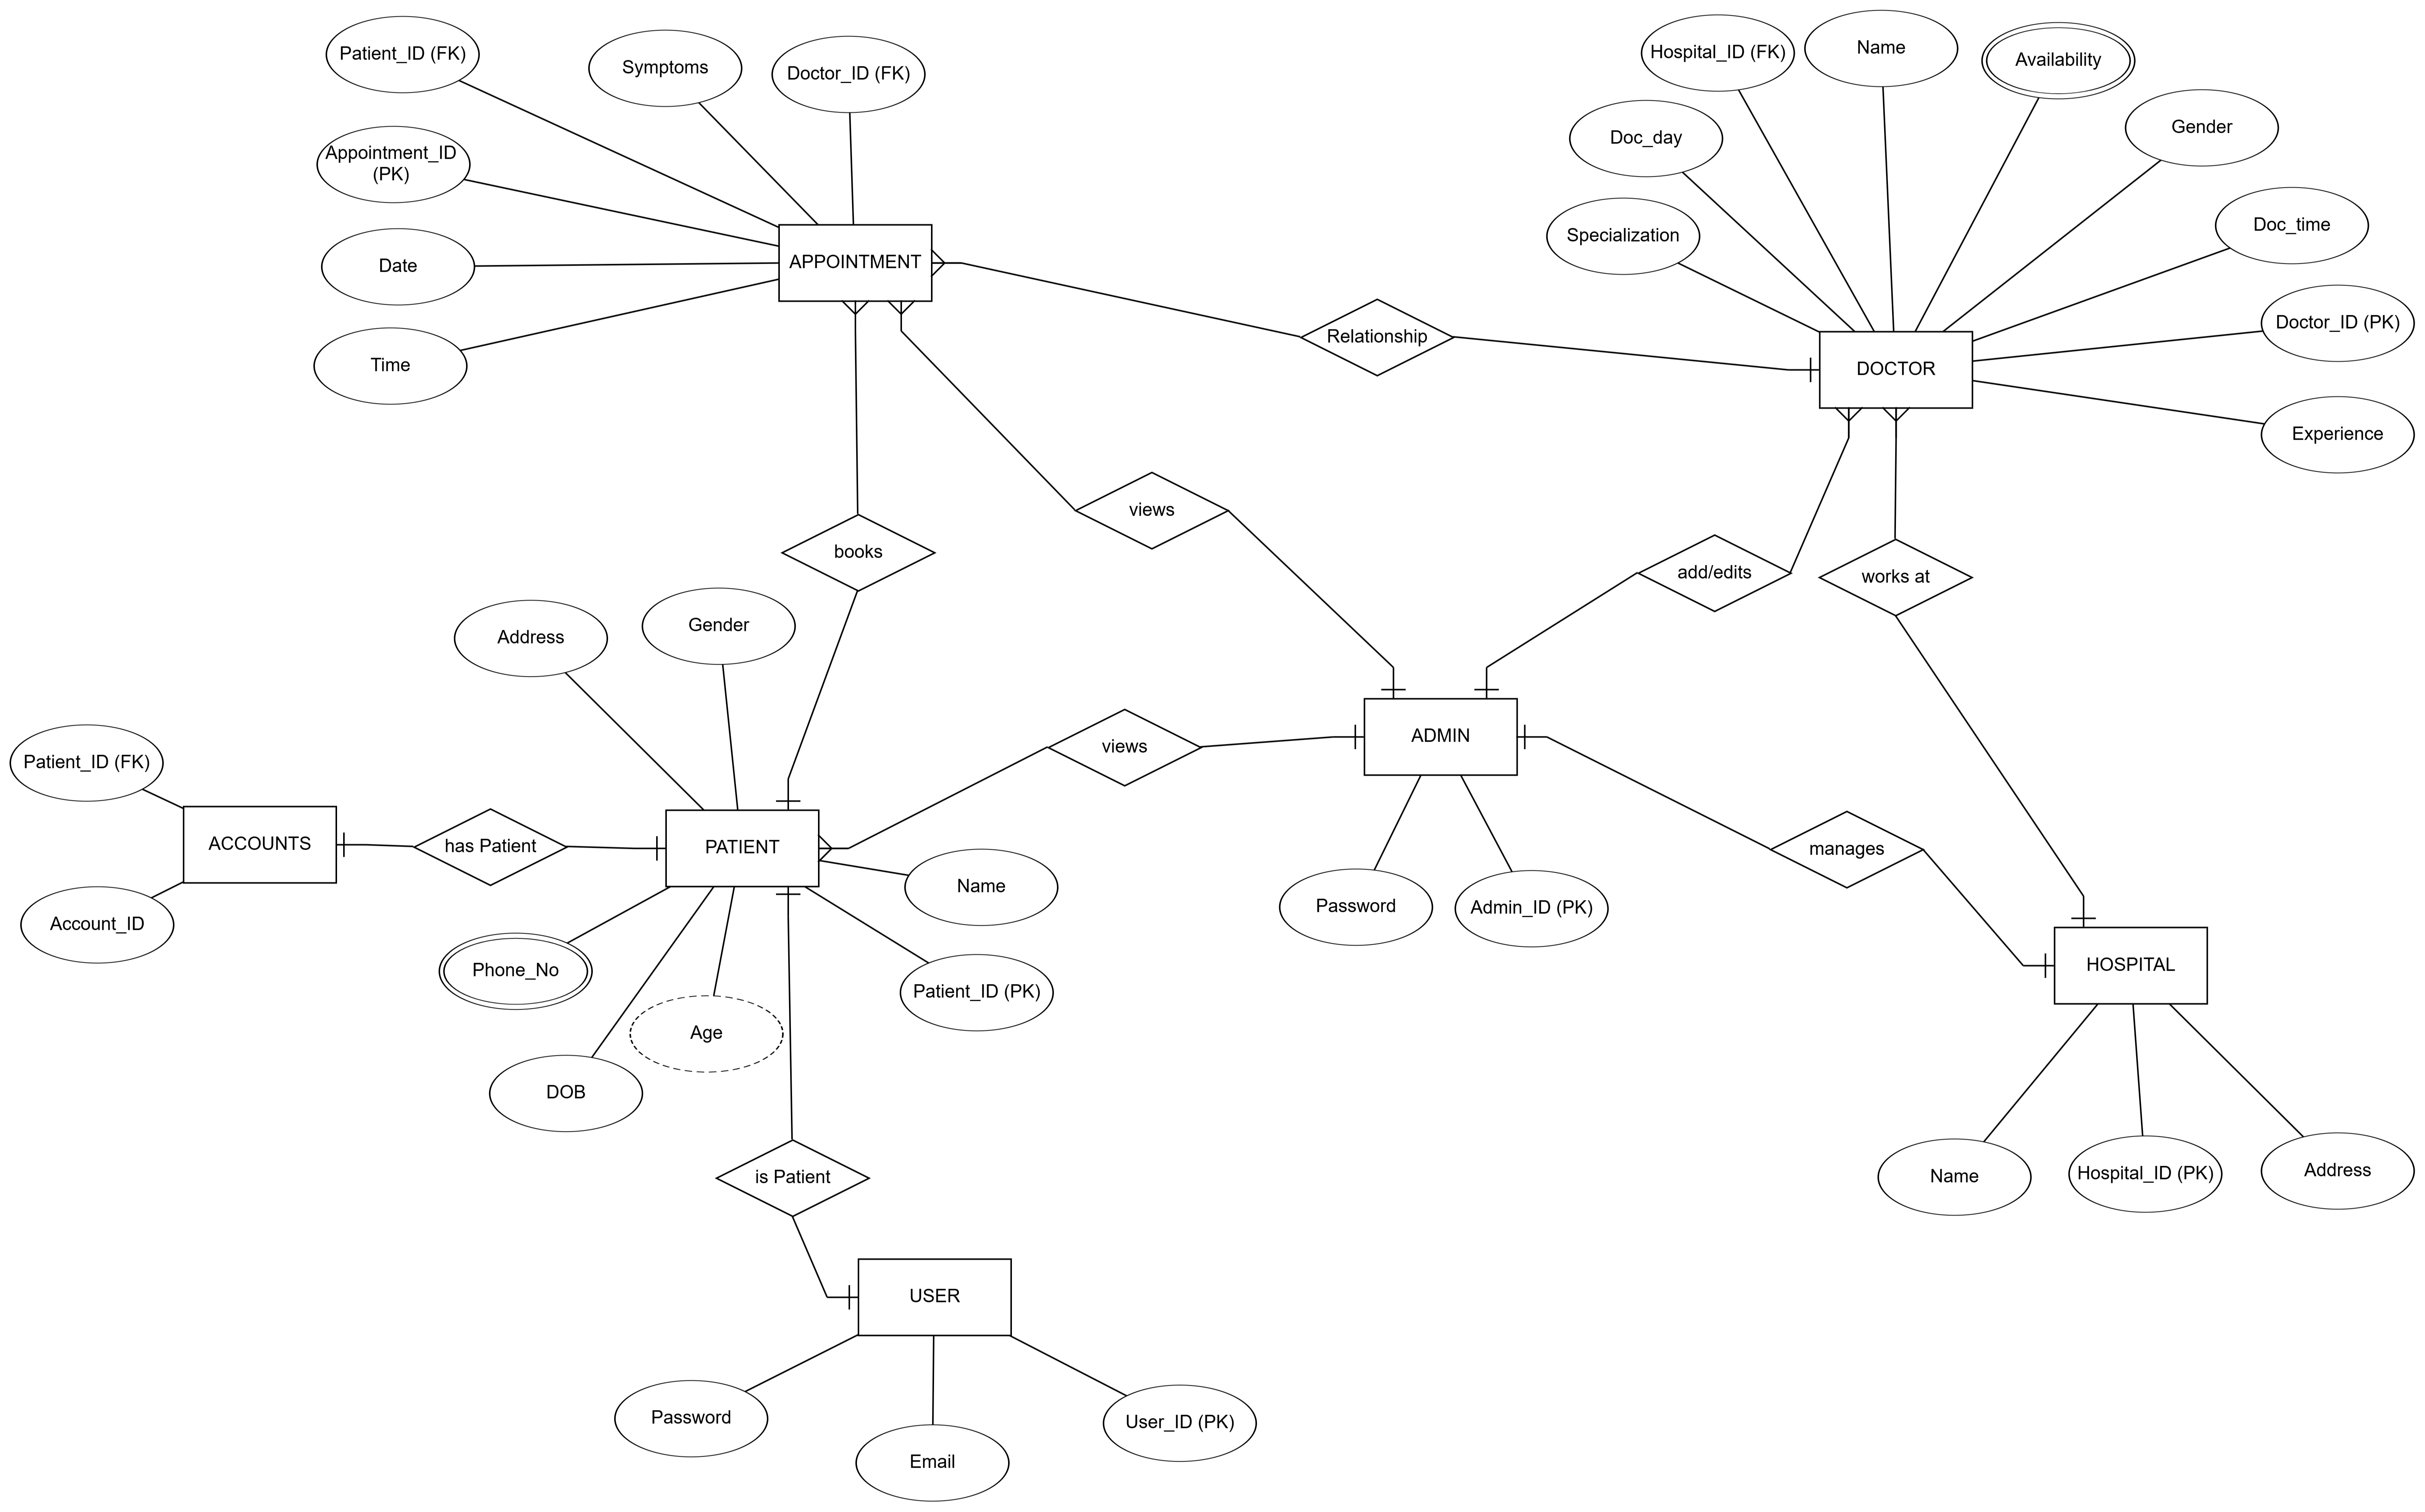 Patient_ID (FK)
Symptoms
Doctor_ID (FK)
Hospital_ID (FK)
Name
Availability
Appointment_ID
(PK)
Doc_day
Gender
Date
APPOINTMENT
Specialization
Doc_time
Time
Relationship
DOCTOR
Doctor_ID (PK)
Experience
books
views
add/edits
works at
Address
Gender
Patient_ID (FK)
ACCOUNTS
has Patient
PATIENT
views
ADMIN
manages
Account_ID
Name
Password
Admin_ID (PK)
Phone_No
Patient_ID (PK)
HOSPITAL
Age
DOB
is Patient
Name
Hospital_ID (PK)
Address
USER
Password
Email
User_ID (PK)